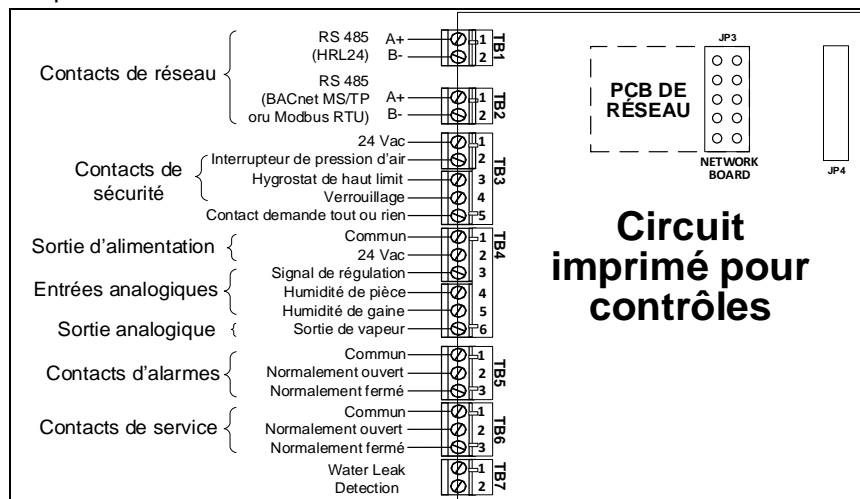 Contacts de réseau
RS 485
(HRL24)
A+
B-
1
2
TB1
RS 485
(BACnet MS/TP
oru Modbus RTU)
A+
B-
1
2
TB2
Contacts de
sécurité
24 Vac
Interrupteur de pression d'air
Hygrostat de haut limit
Verrouillage
Contact demande tout ou rien
1
2
3
4
5
TB3
Sortie d'alimentation
Commun
24 Vac
Entrées analogiques
Signal de régulation
Humidité de pièce
Humidité de gaine
Sortie analogique
Sortie de vapeur
1
2
3
4
5
6
TB4
Contacts d'alarmes
Commun
Normalement ouvert
Normalement fermé
1
2
3
TB5
Contacts de service
Commun
Normalement ouvert
Normalement fermé
1
2
3
TB6
Water Leak
Detection
1
2
TB7
PCB DE
RÉSEAU
JP3
NETWORK
BOARD
JP4
Circuit
imprimé pour
contrôles